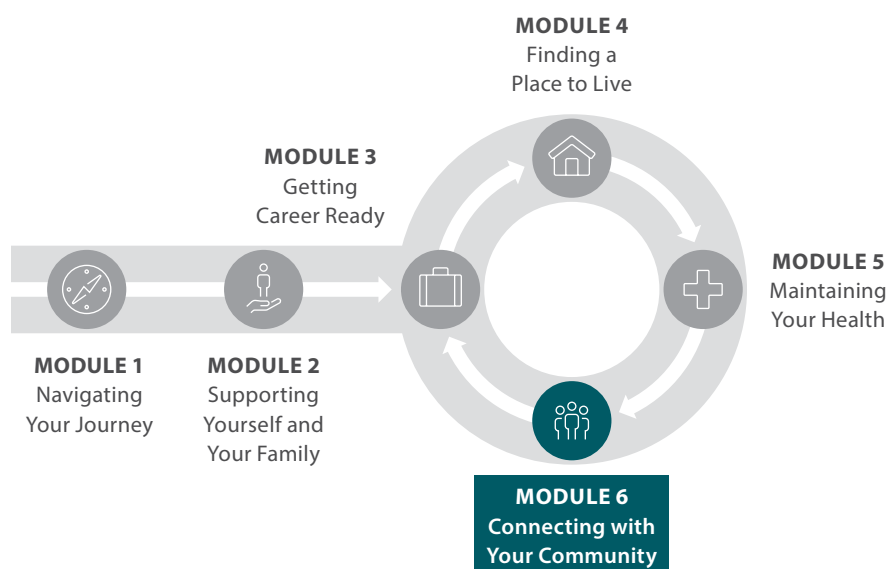 MODULE 4
Finding a
Place to Live
MODULE 3
Getting
Career Ready
MODULE 5
Maintaining
Your Health
MODULE 1
Navigating
Your Journey
MODULE 2
Supporting
Yourself and
Your Family
MODULE 6
Connecting with
Your Community